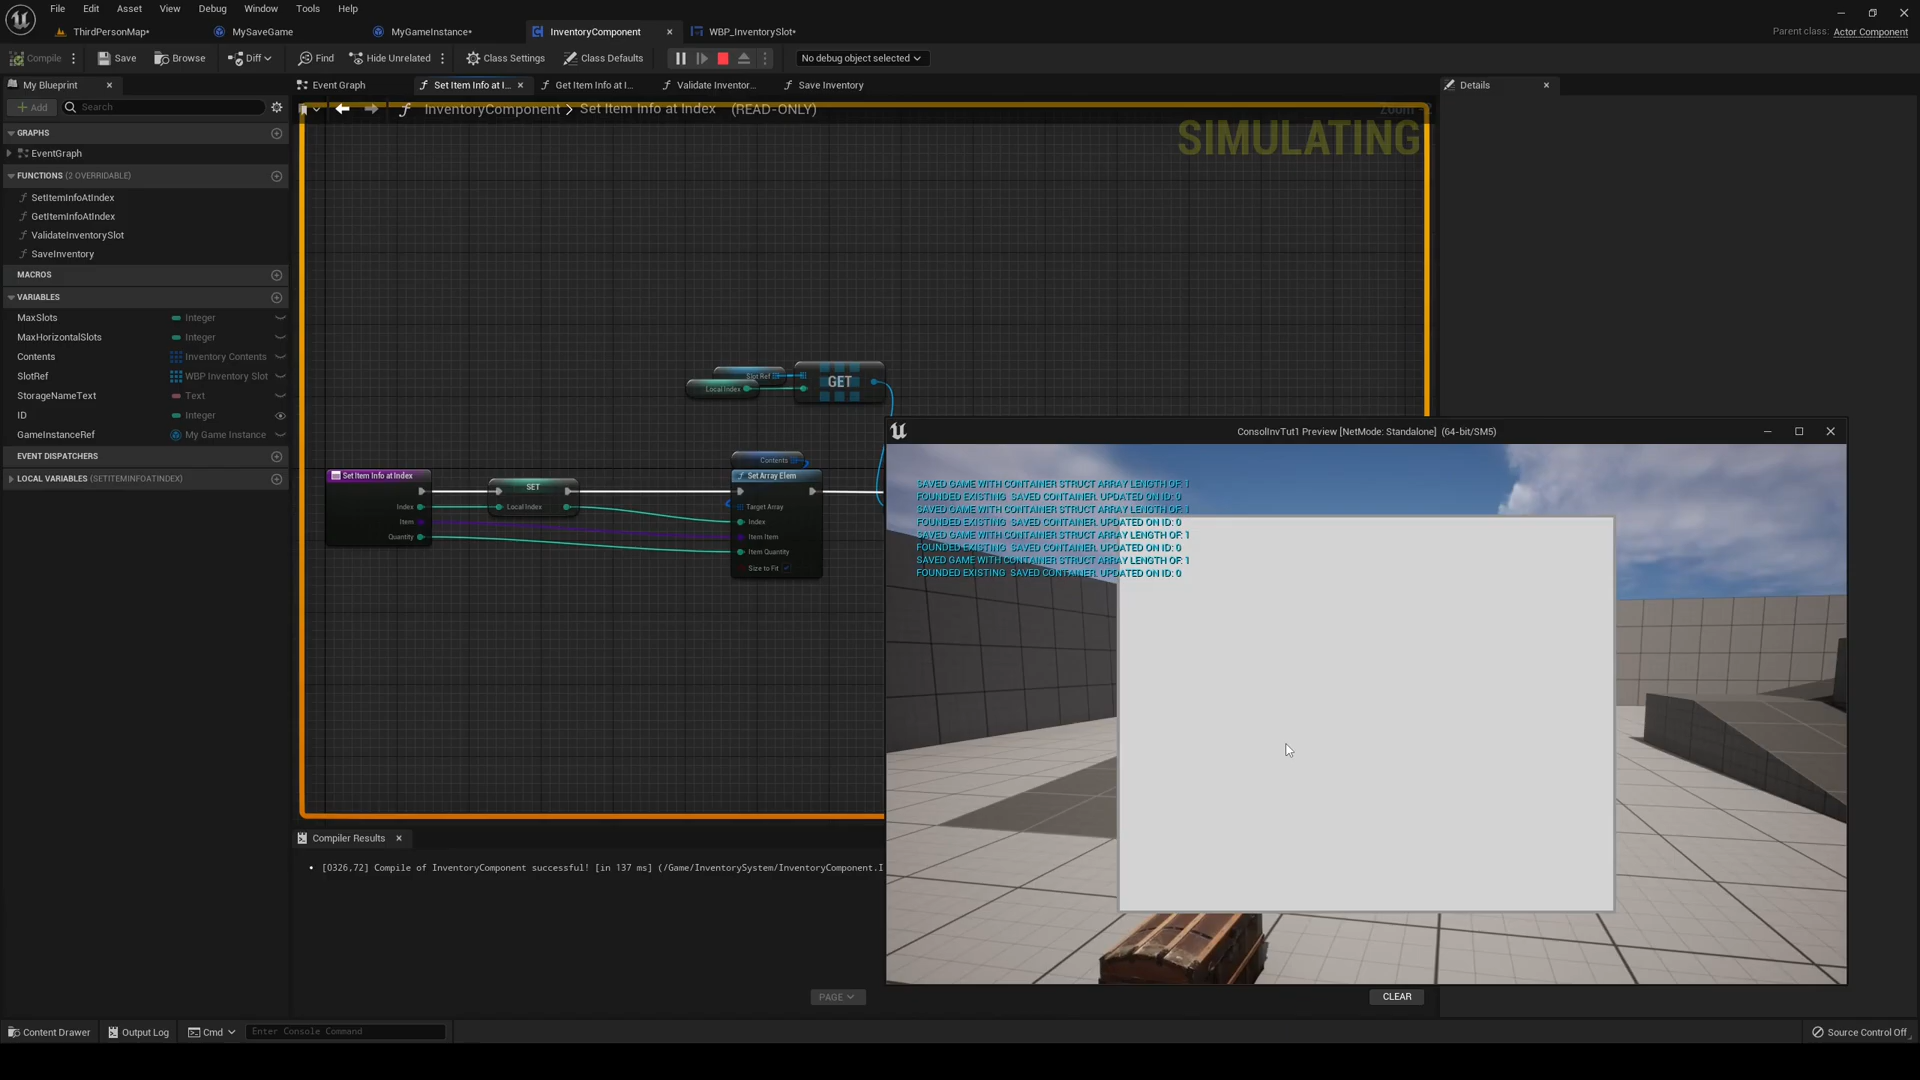 File Edit Asset View Debug Window Tools Help
ThirdPersonMap* MySaveGame MyGameInstance* InventoryComponent WBP_InventorySlot*
Parent class: Actor Component
Compile Save Browse Diff Find Hide Unrelated Class Settings Class Defaults No debug object selected
My Blueprint Event Graph Set Item Info at I... Get Item Info at I... Validate Inventor... Save Inventory Details
Add Search
InventoryComponent > Set Item Info at Index (READ-ONLY)
SIMULATING
GRAPHS
EventGraph
FUNCTIONS (2 OVERRIDABLE)
SetItemInfoAtIndex
GetItemInfoAtIndex
ValidateInventorySlot
SaveInventory
MACROS
VARIABLES
MaxSlots Integer
MaxHorizontalSlots Integer
Contents Inventory Contents
SlotRef WBP Inventory Slot
StorageNameText Text
ID Integer
GameInstanceRef My Game Instance
EVENT DISPATCHERS
LOCAL VARIABLES (SETITEMINFOATINDEX)
Slot Ref
Local Index
GET
Set Item Info at Index
Index
Item
Quantity
SET
Local Index
Contents
Set Array Elem
Target Array
Index
Item Item
Item Quantity
Size to Fit
ConsolInvTut1 Preview [NetMode: Standalone] (64-bit/SM5)
SAVED GAME WITH CONTAINER STRUCT ARRAY LENGTH OF: 1
FOUNDED EXISTING SAVED CONTAINER. UPDATED ON ID: 0
SAVED GAME WITH CONTAINER STRUCT ARRAY LENGTH OF: 1
FOUNDED EXISTING SAVED CONTAINER. UPDATED ON ID: 0
SAVED GAME WITH CONTAINER STRUCT ARRAY LENGTH OF: 1
FOUNDED EXISTING SAVED CONTAINER. UPDATED ON ID: 0
SAVED GAME WITH CONTAINER STRUCT ARRAY LENGTH OF: 1
FOUNDED EXISTING SAVED CONTAINER. UPDATED ON ID: 0
Compiler Results
[0326,72] Compile of InventoryComponent successful! [in 137 ms] (/Game/InventorySystem/InventoryComponent.I
PAGE CLEAR
Content Drawer Output Log Cmd Enter Console Command Source Control Off